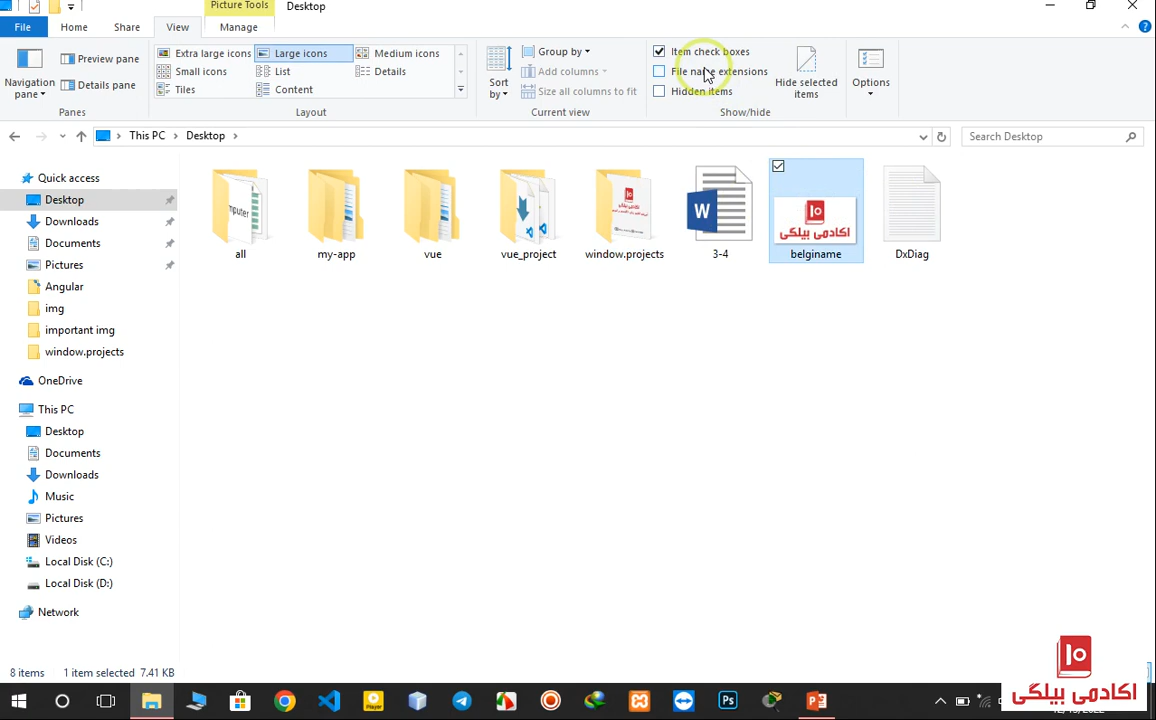 Picture Tools
Desktop
File
Home
Share
View
Manage
Navigation pane
Preview pane
Details pane
Panes
Extra large icons
Large icons
Medium icons
Small icons
List
Details
Tiles
Content
Layout
Sort by
Group by
Add columns
Size all columns to fit
Current view
Item check boxes
File name extensions
Hidden items
Hide selected items
Show/hide
Options
This PC
Desktop
Search Desktop
Quick access
Desktop
Downloads
Documents
Pictures
Angular
img
important img
window.projects
OneDrive
This PC
Desktop
Documents
Downloads
Music
Pictures
Videos
Local Disk (C:)
Local Disk (D:)
Network
all
my-app
vue
vue_project
window.projects
3-4
اکادمی بیلگی
belginame
DxDiag
8 items
1 item selected
7.41 KB
Player
Ps
اکادمی بیلگی